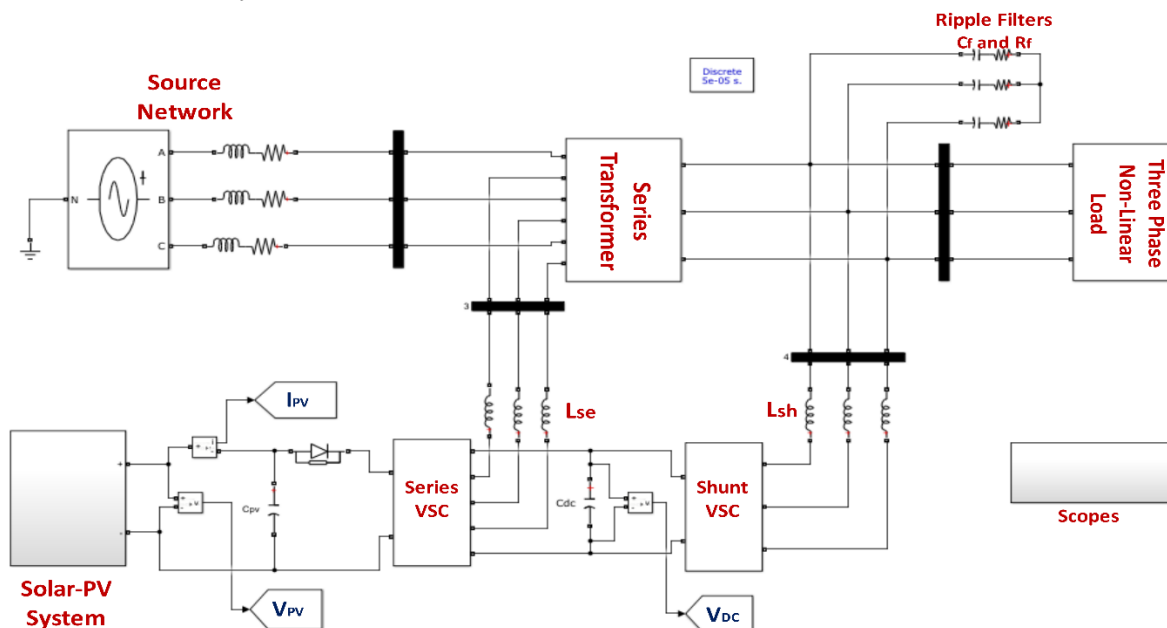 Ripple Filters
Cf and Rf
Discrete
5e-05 s.
Source
Network
N
A
B
C
Series
Transformer
Three Phase
Non-Linear
Load
3
4
Lse
Lsh
IPV
Cpv
Series
VSC
Cdc
Shunt
VSC
Scopes
Solar-PV
System
VPV
VDC
+
-
+
-
i
+
-
v
+
-
v